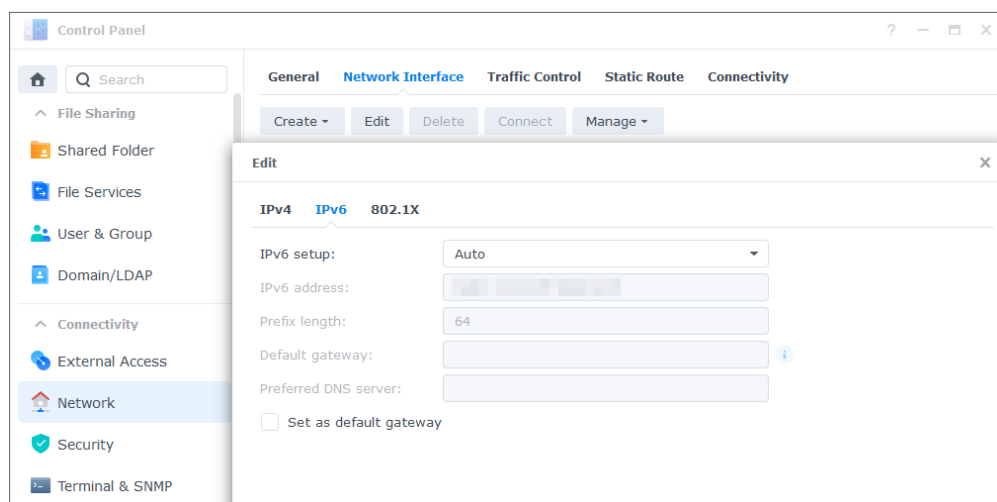 Control Panel
Search
General Network Interface Traffic Control Static Route Connectivity
File Sharing
Create Edit Delete Connect Manage
Shared Folder
Edit
File Services
IPv4 IPv6 802.1X
User & Group
IPv6 setup: Auto
Domain/LDAP
IPv6 address:
Prefix length: 64
Connectivity
Default gateway:
External Access
Preferred DNS server:
Network
Set as default gateway
Security
Terminal & SNMP